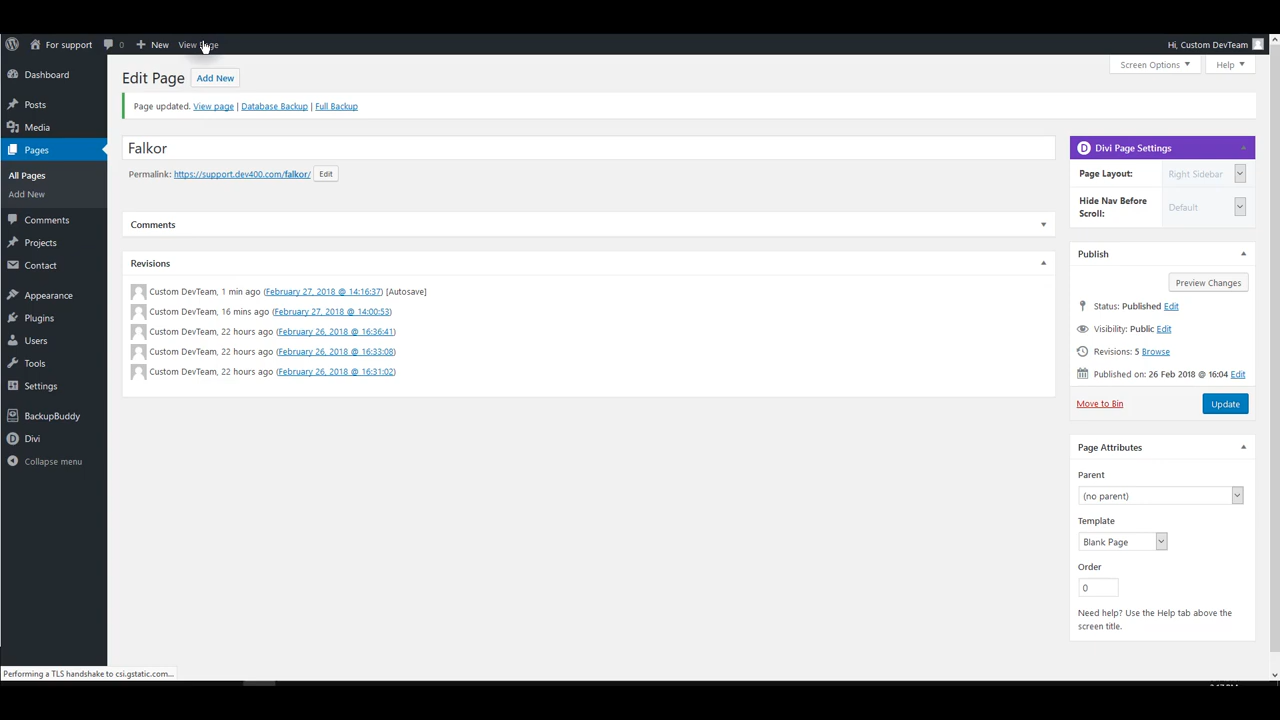 For support 0 New View Page Hi, Custom DevTeam
Screen Options Help
Dashboard
Posts
Media
Pages
All Pages
Add New
Comments
Projects
Contact
Appearance
Plugins
Users
Tools
Settings
BackupBuddy
Divi
Collapse menu
Edit Page Add New
Page updated. View page | Database Backup | Full Backup
Falkor
Permalink: https://support.dev400.com/falkor/ Edit
Comments
Revisions
Custom DevTeam, 1 min ago (February 27, 2018 @ 14:16:37) [Autosave]
Custom DevTeam, 16 mins ago (February 27, 2018 @ 14:00:53)
Custom DevTeam, 22 hours ago (February 26, 2018 @ 16:36:41)
Custom DevTeam, 22 hours ago (February 26, 2018 @ 16:33:08)
Custom DevTeam, 22 hours ago (February 26, 2018 @ 16:31:02)
D Divi Page Settings
Page Layout: Right Sidebar
Hide Nav Before
Scroll: Default
Publish
Preview Changes
Status: Published Edit
Visibility: Public Edit
Revisions: 5 Browse
Published on: 26 Feb 2018 @ 16:04 Edit
Move to Bin Update
Page Attributes
Parent
(no parent)
Template
Blank Page
Order
0
Need help? Use the Help tab above the
screen title.
Performing a TLS handshake to csi.gstatic.com...